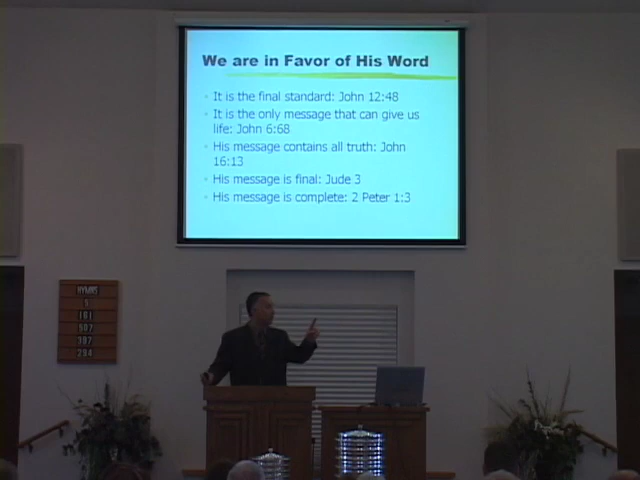 We are in Favor of His Word
It is the final standard: John 12:48
It is the only message that can give us
life: John 6:68
His message contains all truth: John
16:13
His message is final: Jude 3
His message is complete: 2 Peter 1:3
HYMNS
5
181
507
387
284